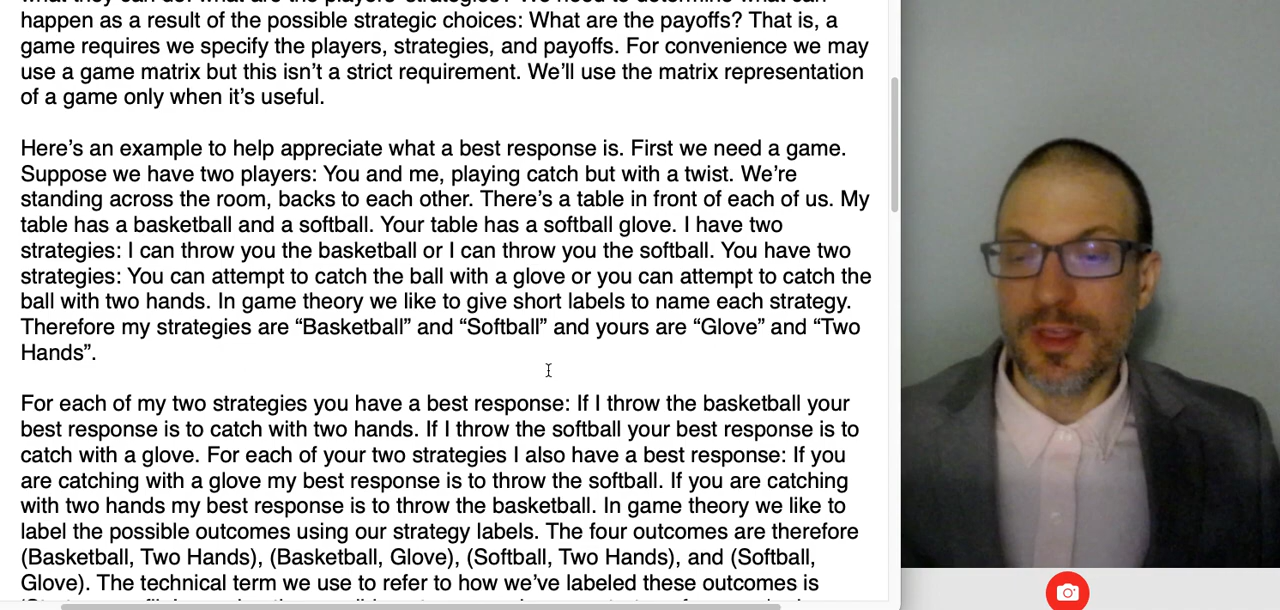 happen as a result of the possible strategic choices: What are the payoffs? That is, a
game requires we specify the players, strategies, and payoffs. For convenience we may
use a game matrix but this isn’t a strict requirement. We’ll use the matrix representation
of a game only when it’s useful.
Here’s an example to help appreciate what a best response is. First we need a game.
Suppose we have two players: You and me, playing catch but with a twist. We’re
standing across the room, backs to each other. There’s a table in front of each of us. My
table has a basketball and a softball. Your table has a softball glove. I have two
strategies: I can throw you the basketball or I can throw you the softball. You have two
strategies: You can attempt to catch the ball with a glove or you can attempt to catch the
ball with two hands. In game theory we like to give short labels to name each strategy.
Therefore my strategies are “Basketball” and “Softball” and yours are “Glove” and “Two
Hands”.
For each of my two strategies you have a best response: If I throw the basketball your
best response is to catch with two hands. If I throw the softball your best response is to
catch with a glove. For each of your two strategies I also have a best response: If you
are catching with a glove my best response is to throw the softball. If you are catching
with two hands my best response is to throw the basketball. In game theory we like to
label the possible outcomes using our strategy labels. The four outcomes are therefore
(Basketball, Two Hands), (Basketball, Glove), (Softball, Two Hands), and (Softball,
Glove). The technical term we use to refer to how we’ve labeled these outcomes is